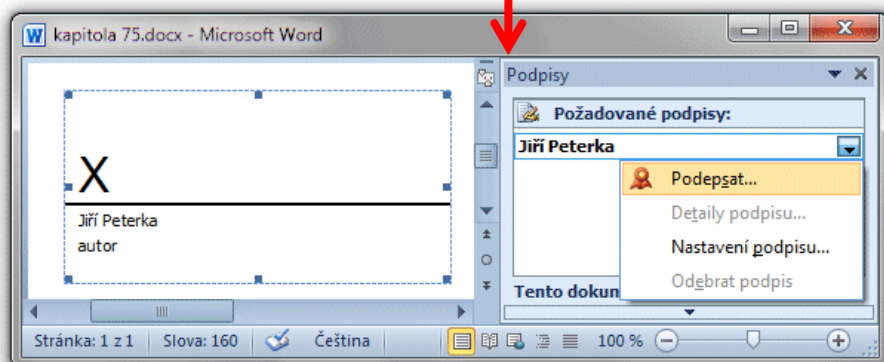 kapitola 75.docx - Microsoft Word
Podpisy
Požadované podpisy:
Jiří Peterka
Podepsat...
Detaily podpisu...
Nastavení podpisu...
Odebrat podpis
Tento dokun
X
Jiří Peterka
autor
Stránka: 1 z 1 Slova: 160 Čeština 100 %